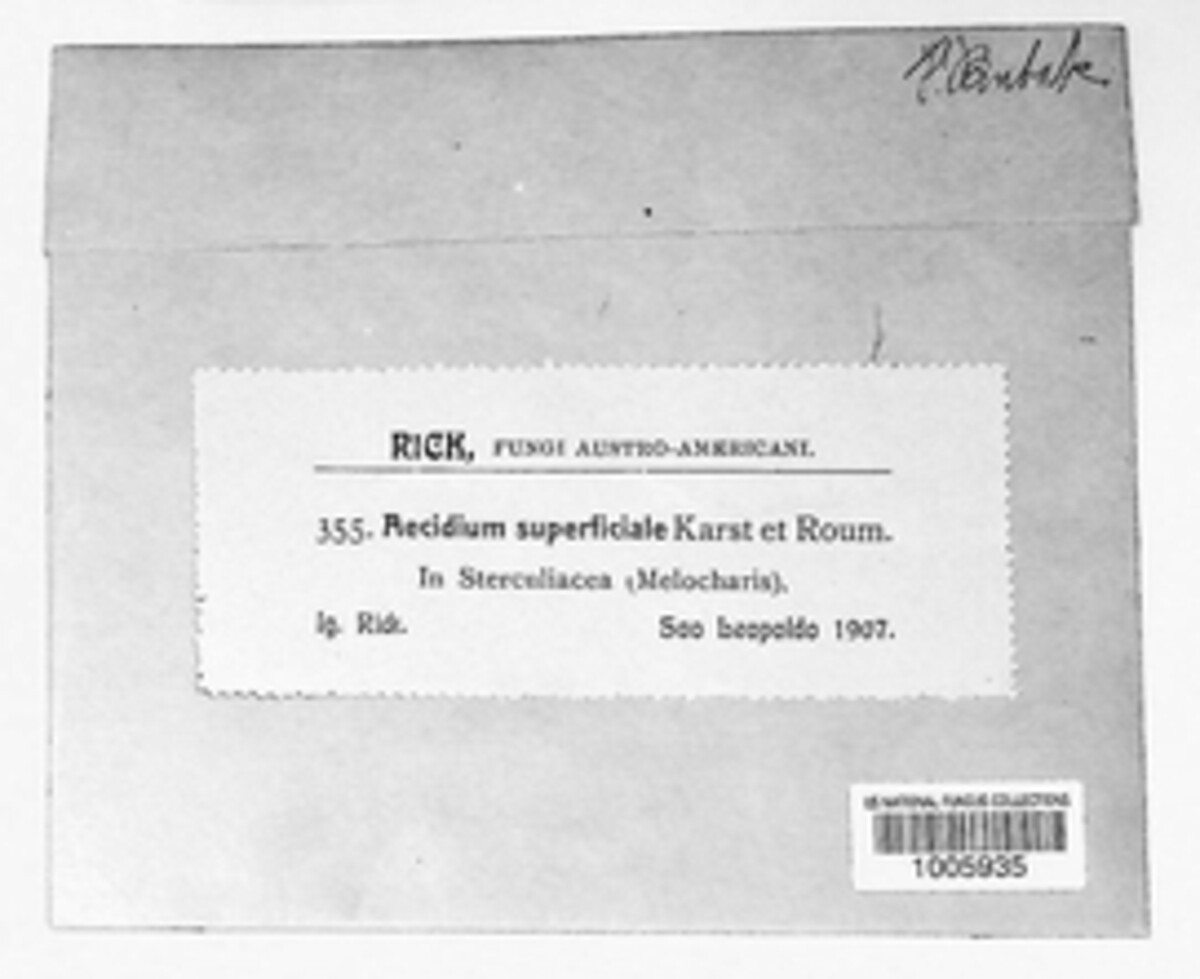 RICK, FUNGI AUSTRO-AMERICANI.
355. Aecidium superficiale Karst et Roum.
In Sterculiacea (Melocharis).
Ig. Rick. Sao Leopoldo 1907.
US NATIONAL FUNGUS COLLECTIONS
1005935